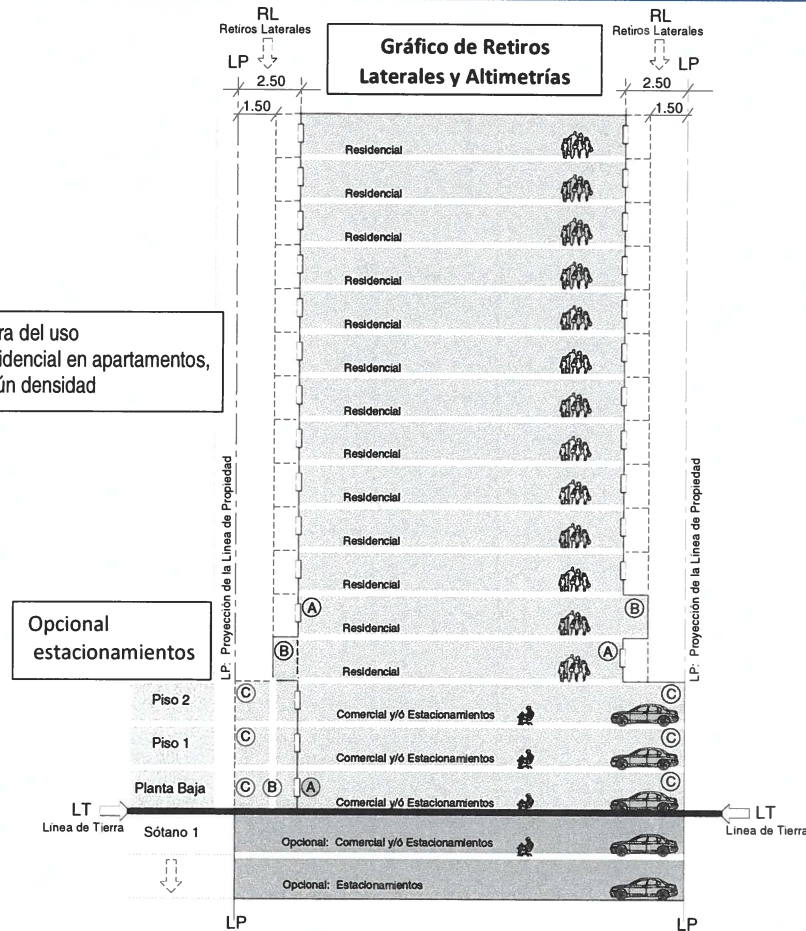 RL
Retiros Laterales
LP
2.50
1.50
Gráfico de Retiros
Laterales y Altimetrías
RL
Retiros Laterales
LP
2.50
1.50
Residencial
Residencial
Residencial
Residencial
Residencial
Residencial
Residencial
Residencial
Residencial
Residencial
Residencial
Residencial
Residencial
ra del uso
idencial en apartamentos,
ún densidad
LP: Proyección de la Línea de Propiedad
LP: Proyección de la Línea de Propiedad
Opcional
estacionamientos
A
B
B
A
Piso 2
C
Comercial y/ó Estacionamientos
C
Piso 1
C
Comercial y/ó Estacionamientos
C
Planta Baja
C
B
A
Comercial y/ó Estacionamientos
C
LT
Línea de Tierra
LT
Línea de Tierra
Sótano 1
Opcional: Comercial y/ó Estacionamientos
Opcional: Estacionamientos
LP
LP